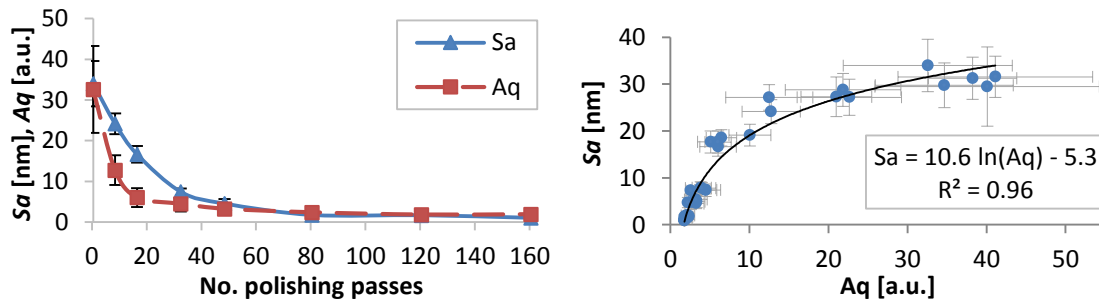 50
40
30
20
10
0
Sa [nm], Aq [a.u.]
Sa
Aq
0 20 40 60 80 100 120 140 160
No. polishing passes
40
30
20
10
0
Sa [nm]
Sa = 10.6 ln(Aq) - 5.3
R² = 0.96
0 10 20 30 40 50
Aq [a.u.]